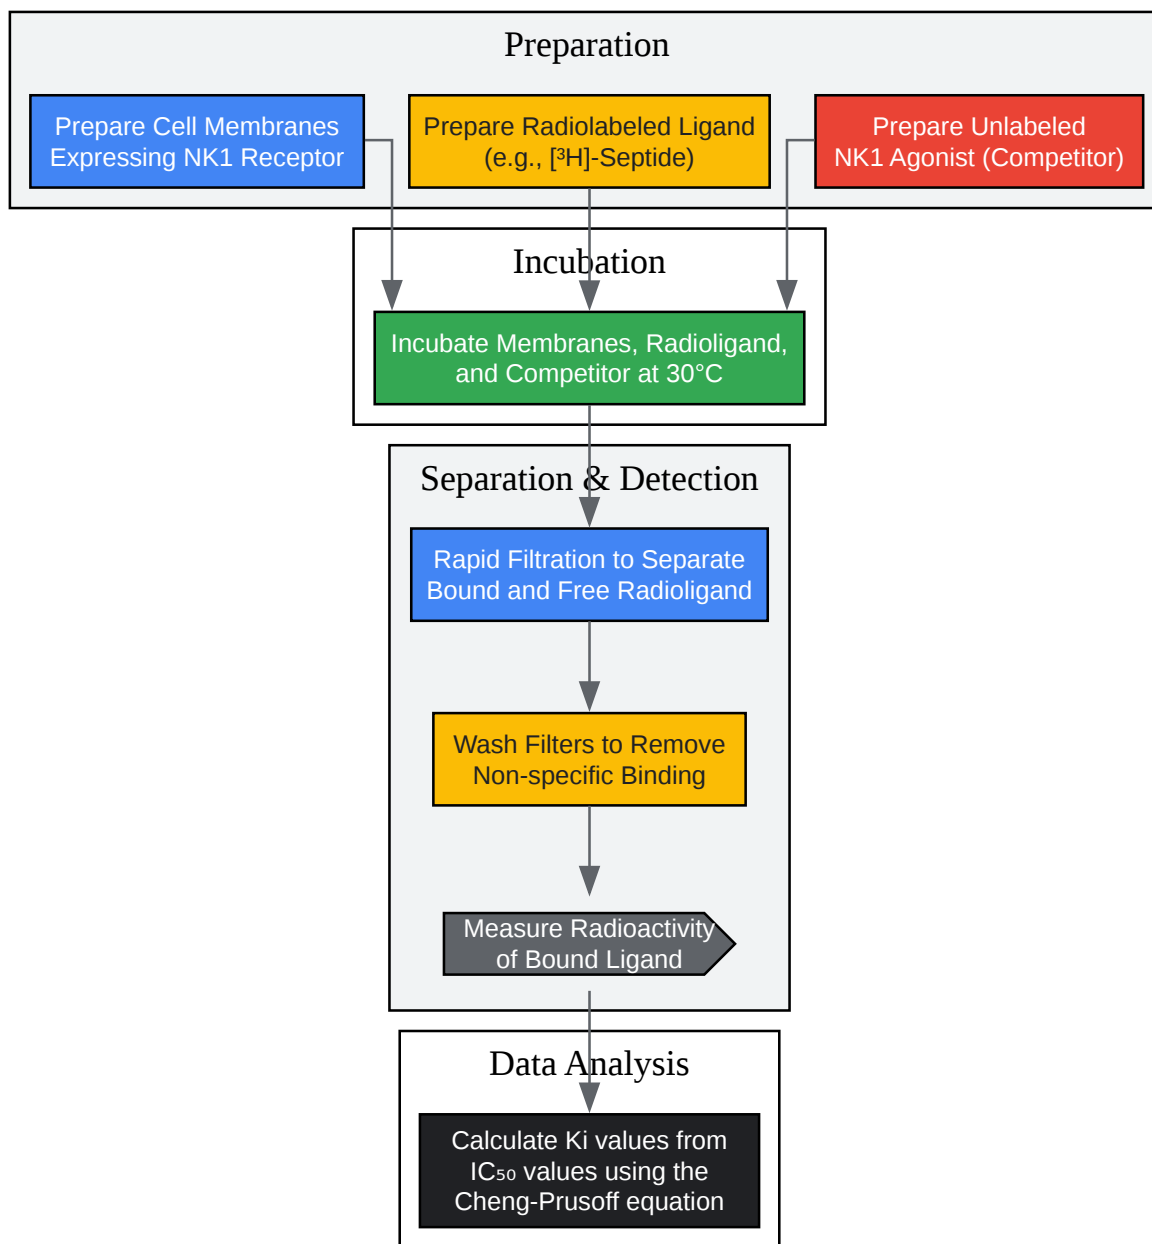 Preparation
Prepare Cell Membranes
Expressing NK1 Receptor
Prepare Radiolabeled Ligand
(e.g., [³H]-Septide)
Prepare Unlabeled
NK1 Agonist (Competitor)
Incubation
Incubate Membranes, Radioligand,
and Competitor at 30°C
Separation & Detection
Rapid Filtration to Separate
Bound and Free Radioligand
Wash Filters to Remove
Non-specific Binding
Measure Radioactivity
of Bound Ligand
Data Analysis
Calculate Ki values from
IC₅₀ values using the
Cheng-Prusoff equation